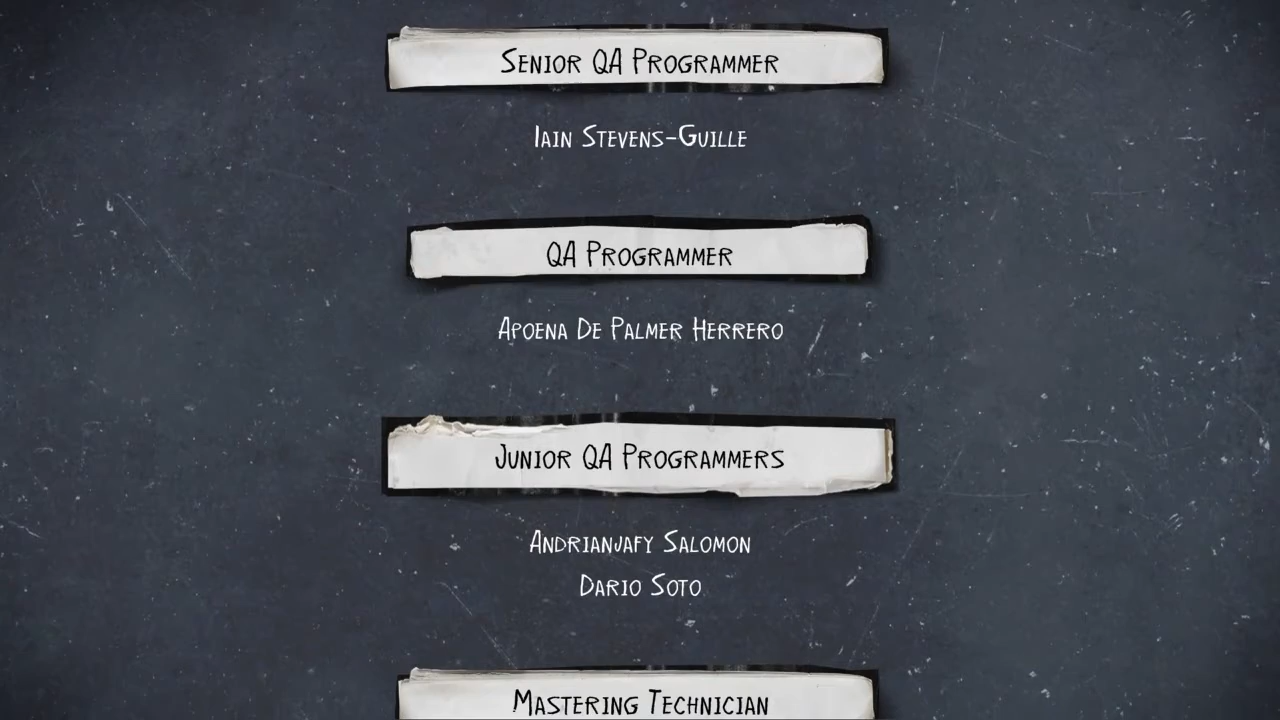 Senior QA Programmer
Iain Stevens-Guille
QA Programmer
Apoena De Palmer Herrero
Junior QA Programmers
Andrianjafy Salomon
Dario Soto
Mastering Technician